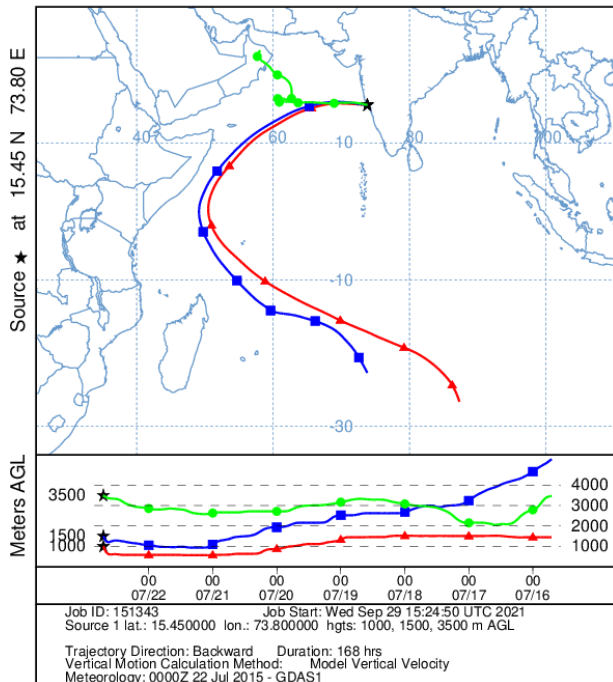 Source ★ at 15.45 N 73.80 E
40
60
80
10
-10
-30
Meters AGL
3500
1500
1000
4000
3000
2000
1000
00 00 00 00 00 00 00
07/22 07/21 07/20 07/19 07/18 07/17 07/16
Job ID: 151343 Job Start: Wed Sep 29 15:24:50 UTC 2021
Source 1 lat.: 15.450000 lon.: 73.800000 hgts: 1000, 1500, 3500 m AGL
Trajectory Direction: Backward Duration: 168 hrs
Vertical Motion Calculation Method: Model Vertical Velocity
Meteorology: 0000Z 22 Jul 2015 - GDAS1